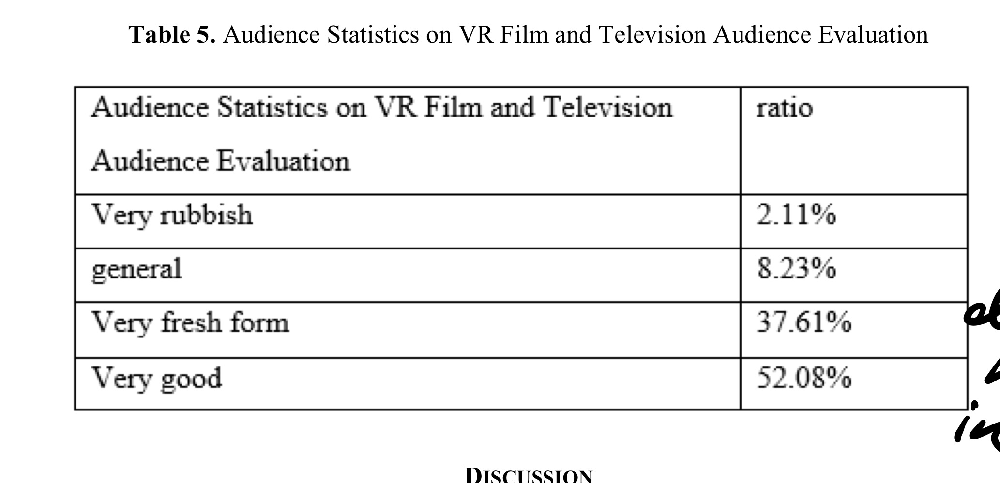 Table 5. Audience Statistics on VR Film and Television Audience Evaluation
Audience Statistics on VR Film and Television
Audience Evaluation
ratio
Very rubbish
2.11%
general
8.23%
Very fresh form
37.61%
Very good
52.08%
DISCUSSION